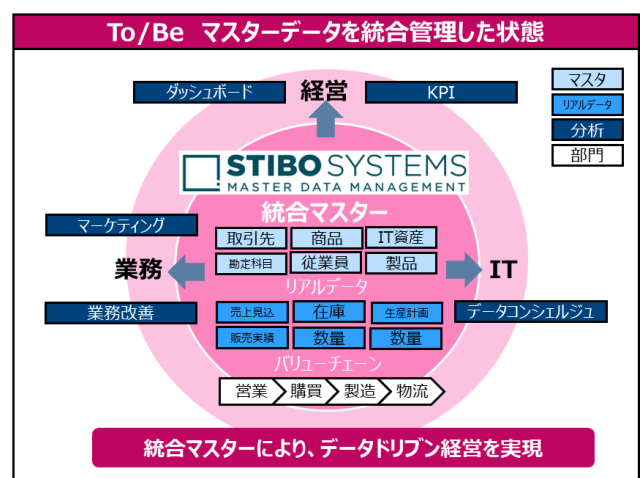 To/Be マスターデータを統合管理した状態
ダッシュボード
経営
KPI
マスタ
リアルデータ
分析
部門
STIBO SYSTEMS
MASTER DATA MANAGEMENT
統合マスター
マーケティング
取引先
商品
IT資産
業務
勘定科目
従業員
製品
IT
リアルデータ
業務改善
売上見込
在庫
生産計画
データコンシェルジュ
販売実績
数量
数量
バリューチェーン
営業
購買
製造
物流
統合マスターにより、データドリブン経営を実現